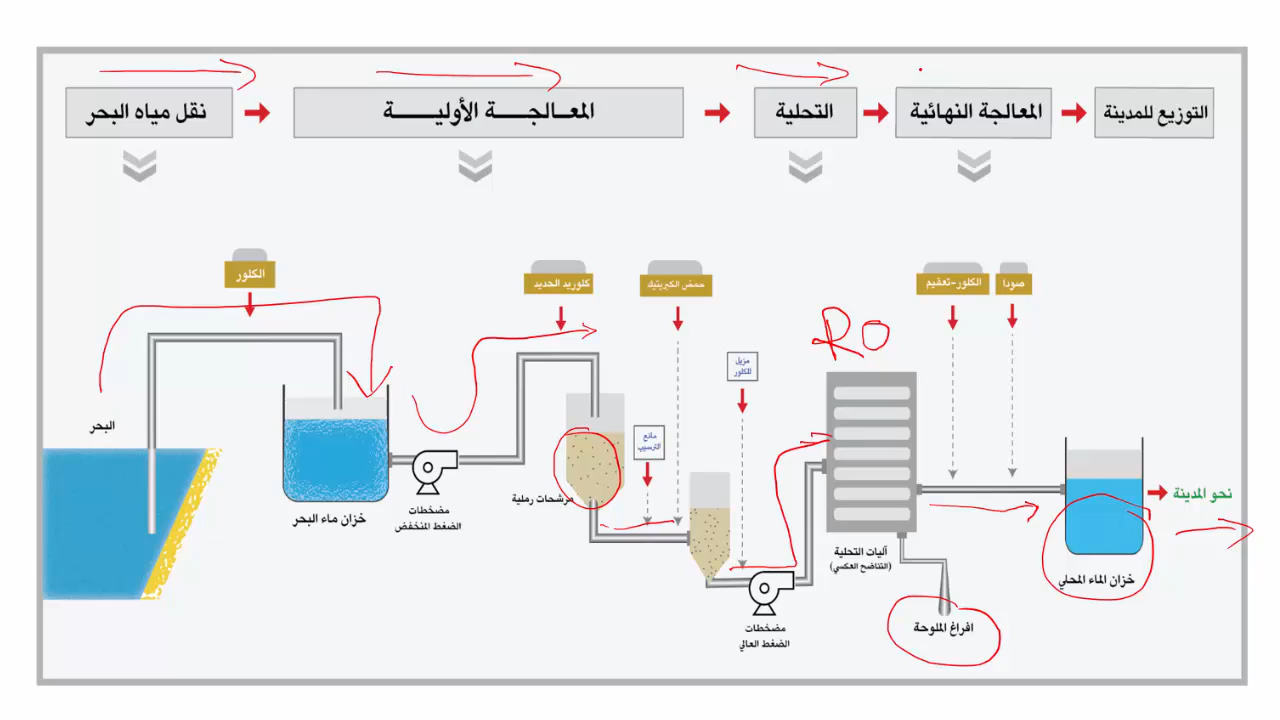 نقل مياه البحر
المعالجة الأولية
التحلية
المعالجة النهائية
التوزيع للمدينة
الكلور
كلوريد الحديد
حمض الكبريتيك
الكلور-تعقيم
صودا
RO
مزيل
للكلور
البحر
مانع
الترسيب
مرشحات رملية
خزان ماء البحر
مضخطات
الضغط المنخفض
نحو المدينة
آليات التحلية
(التناضح العكسي)
خزان الماء المحلي
مضخطات
الضغط العالي
افراغ الملوحة